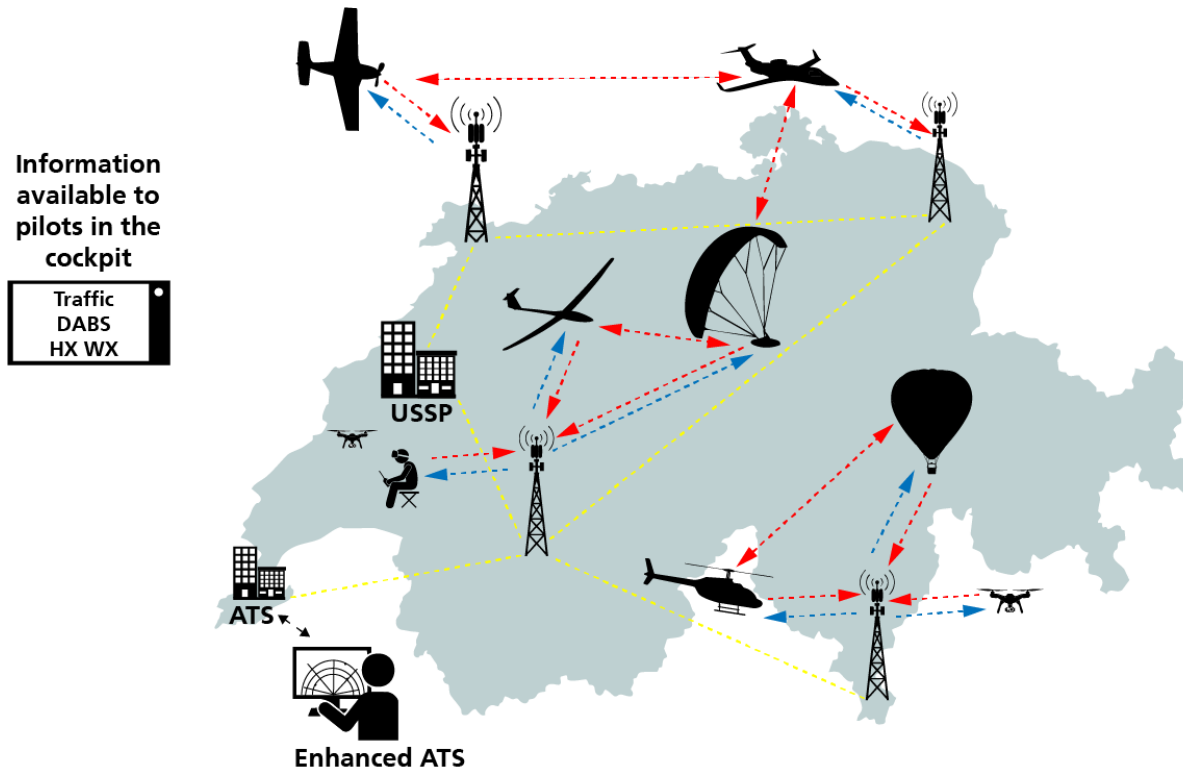 Information
available to
pilots in the
cockpit
Traffic
DABS
HX WX
USSP
ATS
Enhanced ATS